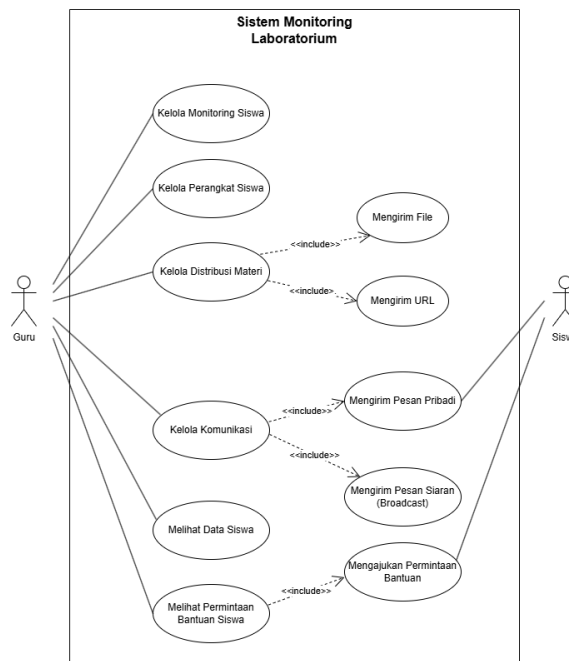 Sistem Monitoring
Laboratorium
Kelola Monitoring Siswa
Kelola Perangkat Siswa
Mengirim File
<<include>>
Kelola Distribusi Materi
<<include>>
Mengirim URL
Guru
Mengirim Pesan Pribadi
<<include>>
Kelola Komunikasi
<<include>>
Mengirim Pesan Siaran
(Broadcast)
Melihat Data Siswa
Mengajukan Permintaan
Bantuan
<<include>>
Melihat Permintaan
Bantuan Siswa